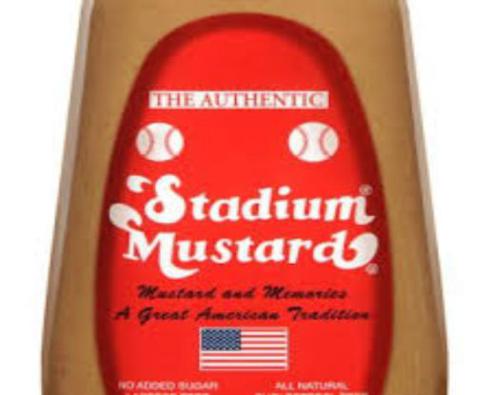 THE AUTHENTIC
Stadium®
Mustard®
Mustard and Memories
A Great American Tradition
NO ADDED SUGAR
ALL NATURAL